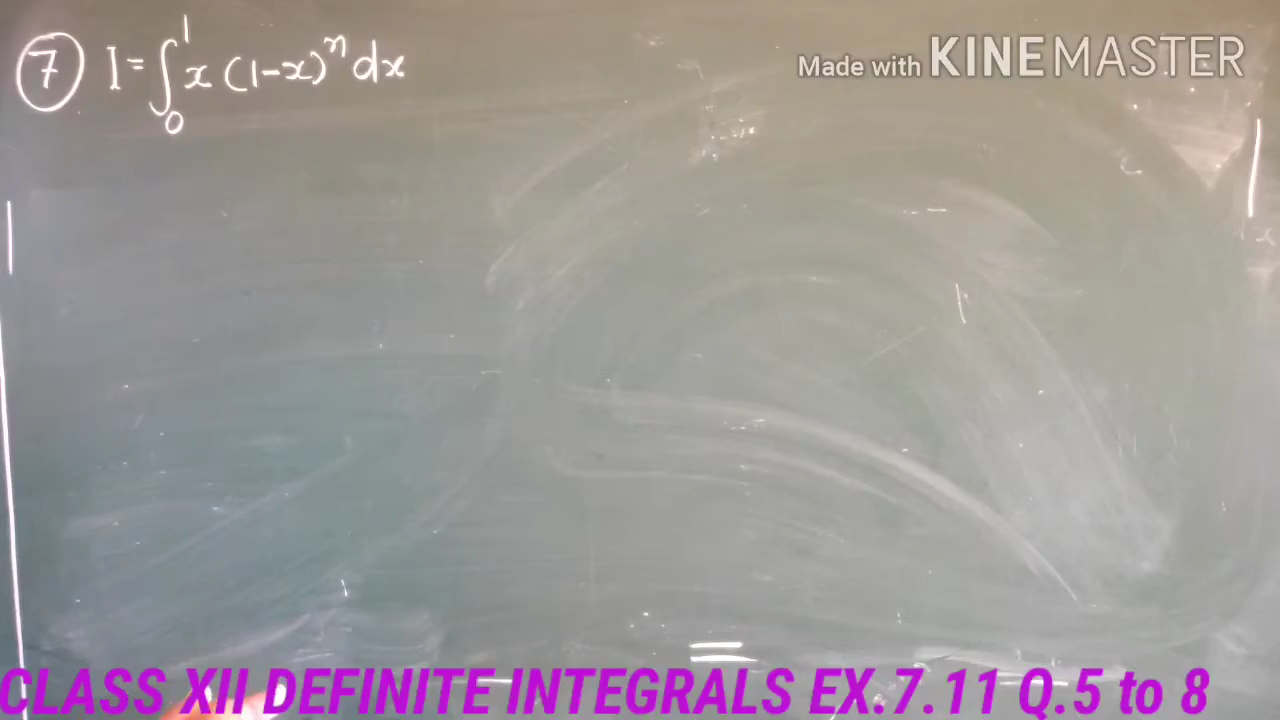 ⑦ I = ∫₀¹ x (1-x)ⁿ dx
Made with KINEMASTER
CLASS XII DEFINITE INTEGRALS EX.7.11 Q.5 to 8